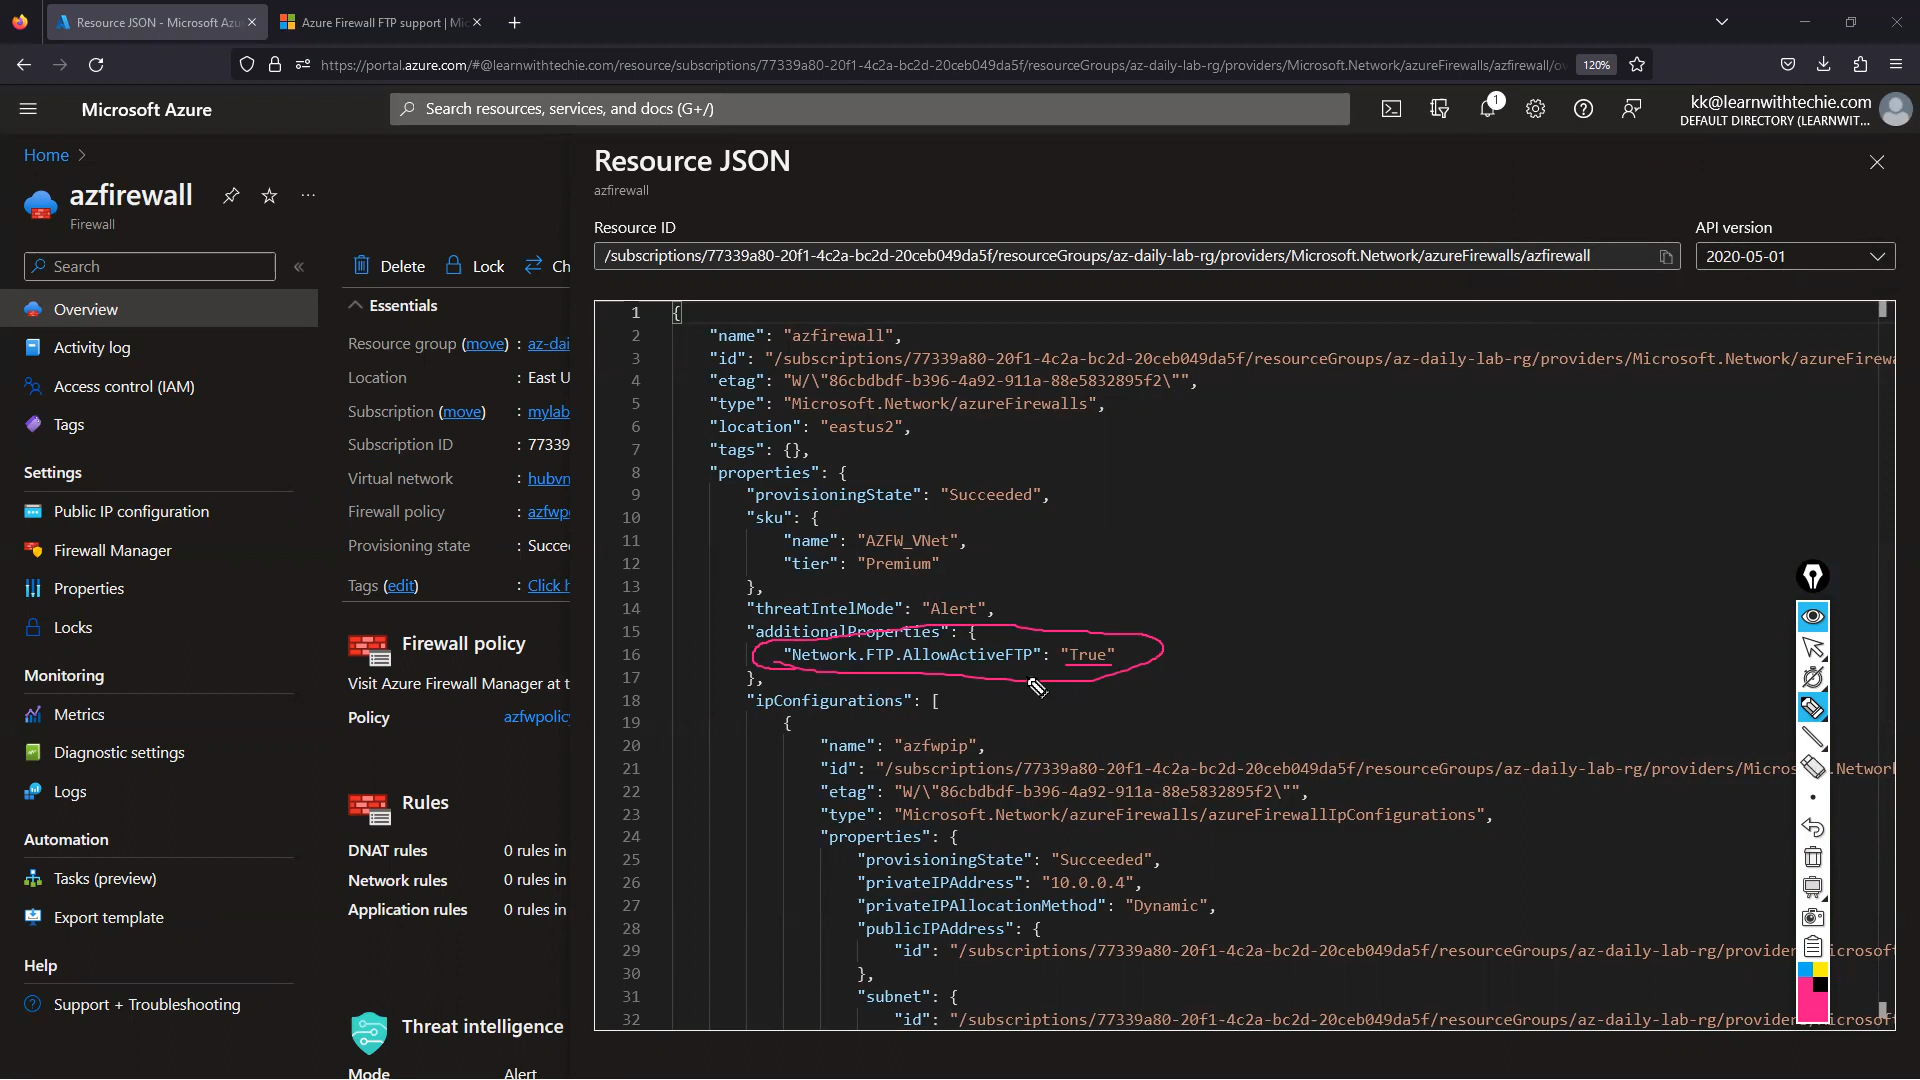 Resource JSON - Microsoft Azu
Azure Firewall FTP support | Mic
https://portal.azure.com/#@learnwithtechie.com/resource/subscriptions/77339a80-20f1-4c2a-bc2d-20ceb049da5f/resourceGroups/az-daily-lab-rg/providers/Microsoft.Network/azureFirewalls/azfirewall/ov
120%
Microsoft Azure
Search resources, services, and docs (G+/)
1
kk@learnwithtechie.com
DEFAULT DIRECTORY (LEARNWIT...
Home
azfirewall
Firewall
Search
Overview
Activity log
Access control (IAM)
Tags
Settings
Public IP configuration
Firewall Manager
Properties
Locks
Monitoring
Metrics
Diagnostic settings
Logs
Automation
Tasks (preview)
Export template
Help
Support + Troubleshooting
Delete
Lock
Ch
Essentials
Resource group (move) : az-dai
Location : East U
Subscription (move) : mylab
Subscription ID : 77339
Virtual network : hubvn
Firewall policy : azfwp
Provisioning state : Succe
Tags (edit) : Click h
Firewall policy
Visit Azure Firewall Manager at t
Policy azfwpolicy
Rules
DNAT rules 0 rules in
Network rules 0 rules in
Application rules 0 rules in
Threat intelligence
Mode Alert
Resource JSON
azfirewall
Resource ID
/subscriptions/77339a80-20f1-4c2a-bc2d-20ceb049da5f/resourceGroups/az-daily-lab-rg/providers/Microsoft.Network/azureFirewalls/azfirewall
API version
2020-05-01
1 {
2 "name": "azfirewall",
3 "id": "/subscriptions/77339a80-20f1-4c2a-bc2d-20ceb049da5f/resourceGroups/az-daily-lab-rg/providers/Microsoft.Network/azureFirewa
4 "etag": "W/\"86cbdbdf-b396-4a92-911a-88e5832895f2\"",
5 "type": "Microsoft.Network/azureFirewalls",
6 "location": "eastus2",
7 "tags": {},
8 "properties": {
9 "provisioningState": "Succeeded",
10 "sku": {
11 "name": "AZFW_VNet",
12 "tier": "Premium"
13 },
14 "threatIntelMode": "Alert",
15 "additionalProperties": {
16 "Network.FTP.AllowActiveFTP": "True"
17 },
18 "ipConfigurations": [
19 {
20 "name": "azfwpip",
21 "id": "/subscriptions/77339a80-20f1-4c2a-bc2d-20ceb049da5f/resourceGroups/az-daily-lab-rg/providers/Micros .Network
22 "etag": "W/\"86cbdbdf-b396-4a92-911a-88e5832895f2\"",
23 "type": "Microsoft.Network/azureFirewalls/azureFirewallIpConfigurations",
24 "properties": {
25 "provisioningState": "Succeeded",
26 "privateIPAddress": "10.0.0.4",
27 "privateIPAllocationMethod": "Dynamic",
28 "publicIPAddress": {
29 "id": "/subscriptions/77339a80-20f1-4c2a-bc2d-20ceb049da5f/resourceGroups/az-daily-lab-rg/provider icrosoft
30 },
31 "subnet": {
32 "id": "/subscriptions/77339a80-20f1-4c2a-bc2d-20ceb049da5f/resourceGroups/az-daily-lab-rg/provider icrosoft